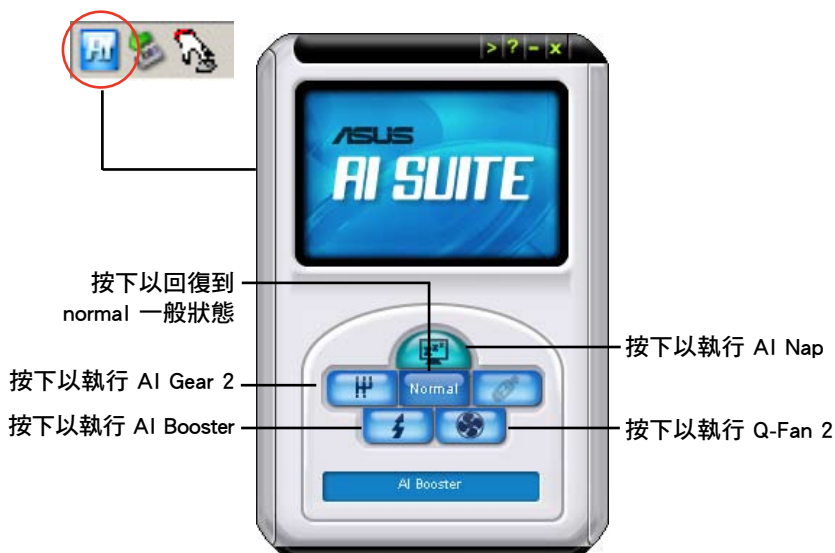 Ai
> ? - x
ASUS
AI SUITE
按下以回復到
normal 一般狀態
zzz
按下以執行 AI Nap
按下以執行 AI Gear 2
Normal
按下以執行 AI Booster
按下以執行 Q-Fan 2
AI Booster